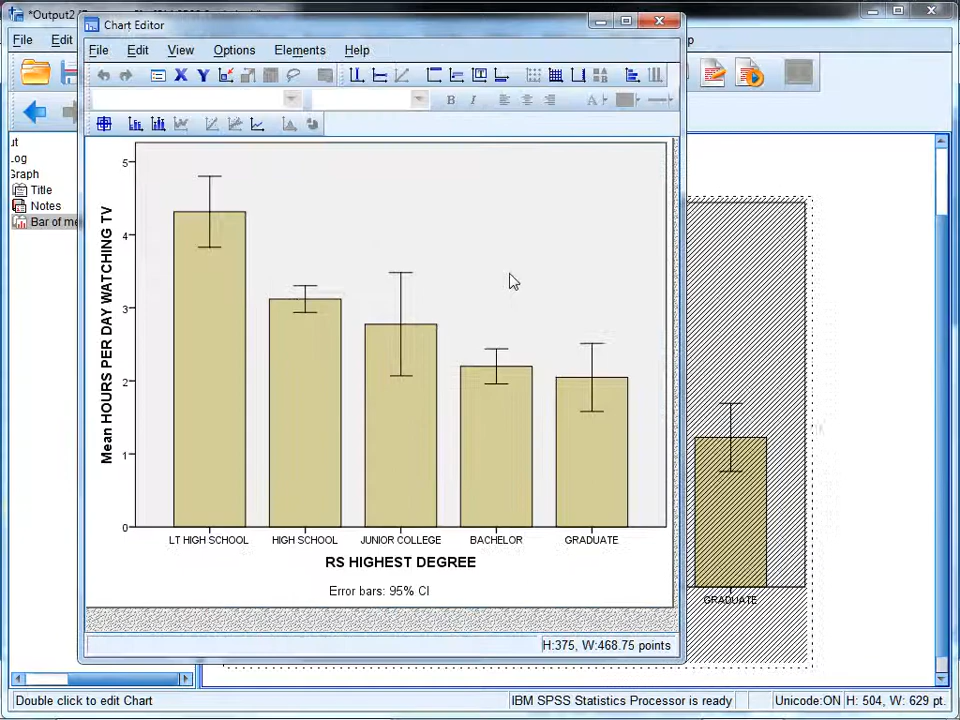 *Output2
File Edit
Chart Editor
File Edit View Options Elements Help
X Y
B I A
ut
Log
Graph
Title
Notes
Bar of me
Mean HOURS PER DAY WATCHING TV
5
4
3
2
1
0
LT HIGH SCHOOL HIGH SCHOOL JUNIOR COLLEGE BACHELOR GRADUATE
RS HIGHEST DEGREE
Error bars: 95% CI
H:375, W:468.75 points
GRADUATE
Double click to edit Chart
IBM SPSS Statistics Processor is ready
Unicode:ON H: 504, W: 629 pt.